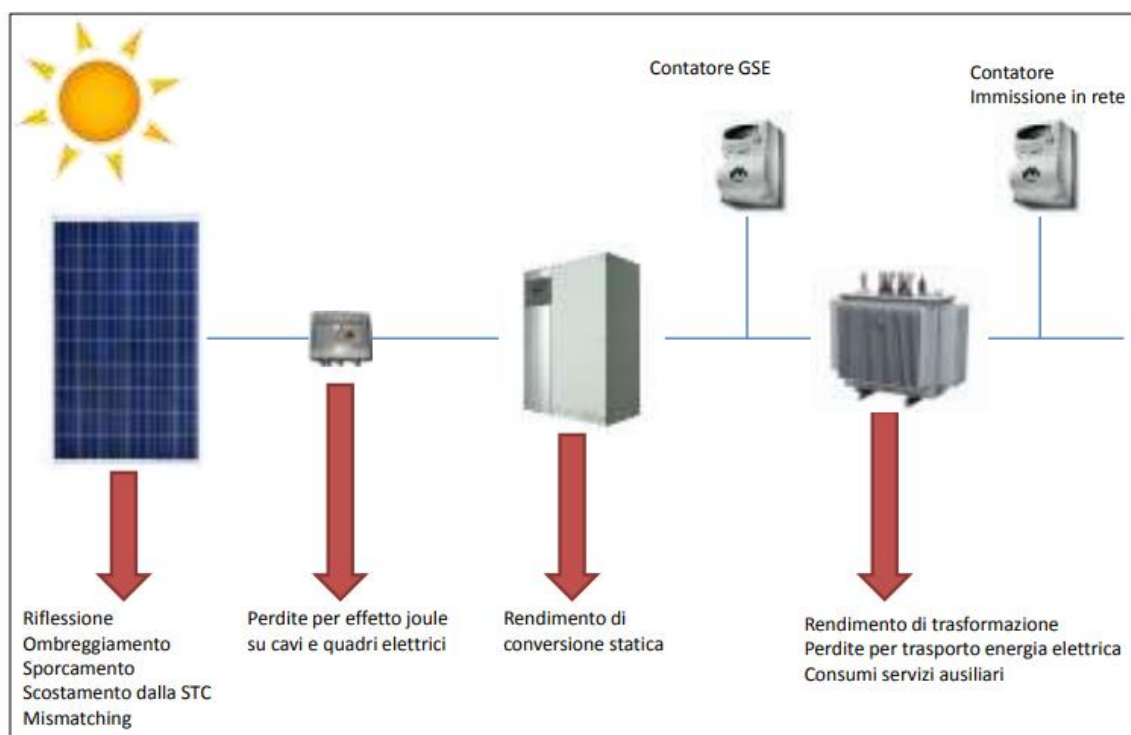 Contatore GSE
Contatore
Immissione in rete
Riflessione
Ombreggiamento
Sporcamento
Scostamento dalla STC
Mismatching
Perdite per effetto joule
su cavi e quadri elettrici
Rendimento di
conversione statica
Rendimento di trasformazione
Perdite per trasporto energia elettrica
Consumi servizi ausiliari